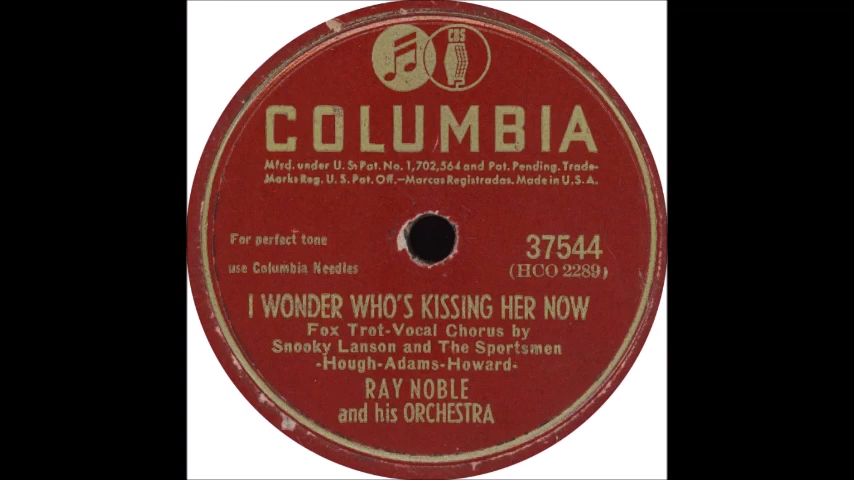 CBS
COLUMBIA
Mfrd. under U. S. Pat. No. 1,702,564 and Pat. Pending. Trade-
Marks Reg. U. S. Pat. Off.—Marcas Registradas. Made in U. S. A.
For perfect tone
use Columbia Needles
37544
(HCO 2289)
I WONDER WHO'S KISSING HER NOW
Fox Trot-Vocal Chorus by
Snooky Lanson and The Sportsmen
-Hough-Adams-Howard-
RAY NOBLE
and his ORCHESTRA